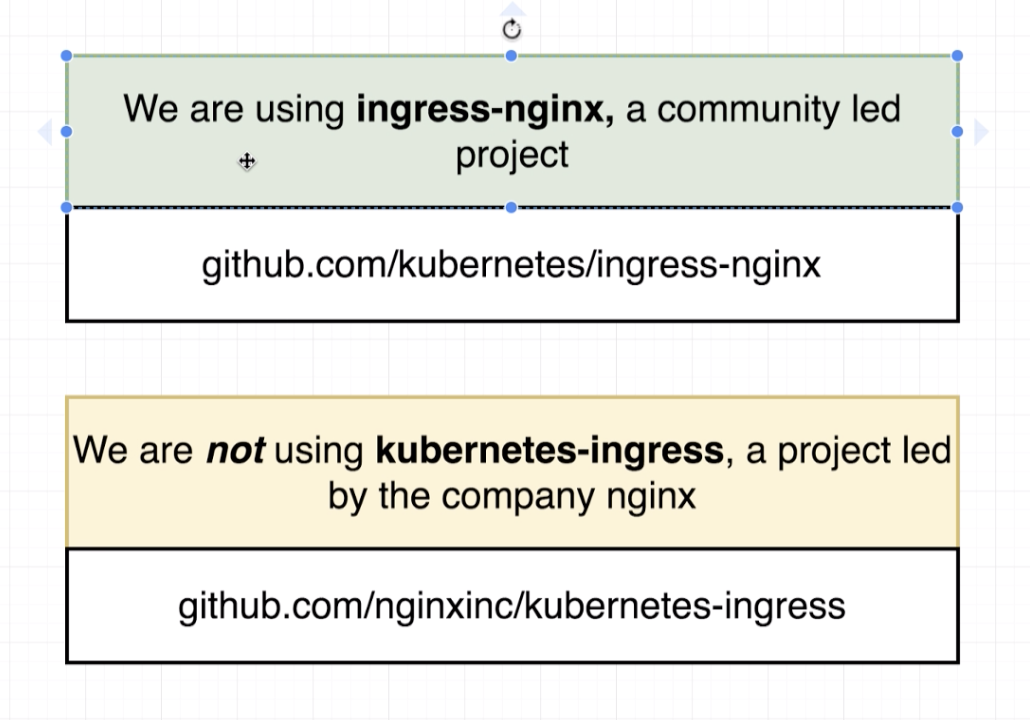 We are using ingress-nginx, a community led
project
github.com/kubernetes/ingress-nginx
We are not using kubernetes-ingress, a project led
by the company nginx
github.com/nginxinc/kubernetes-ingress